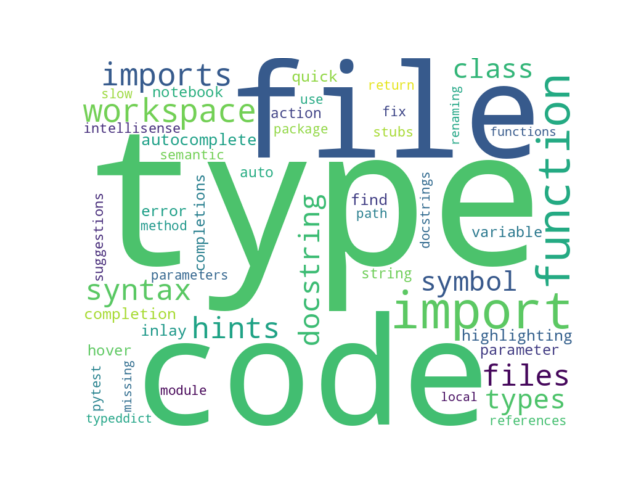 file
type
code
imports
quick
class
slow
notebook
return
workspace
use
action
fix
renaming
function
intellisense
package
stubs
functions
autocomplete
semantic
auto
suggestions
completions
error
method
docstring
find
path
docstrings
variable
parameters
string
symbol
syntax
import
completion
inlay
hints
highlighting
parameter
hover
pytest
missing
module
files
local
types
typeddict
references